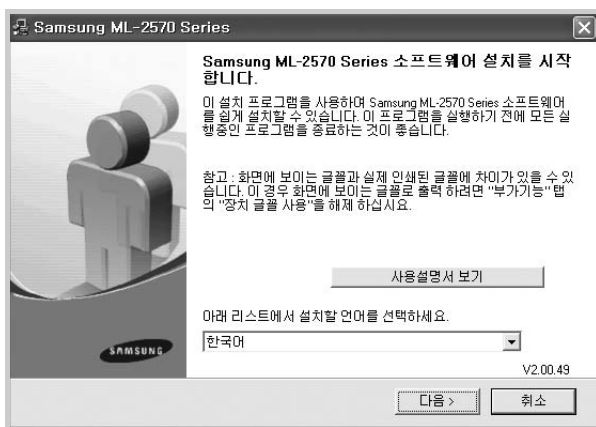 Samsung ML-2570 Series
Samsung ML-2570 Series 소프트웨어 설치를 시작
합니다.
이 설치 프로그램을 사용하여 Samsung ML-2570 Series 소프트웨어
를 쉽게 설치할 수 있습니다. 이 프로그램을 실행하기 전에 모든 실
행중인 프로그램을 종료하는 것이 좋습니다.
참고 : 화면에 보이는 글꼴과 실제 인쇄된 글꼴에 차이가 있을 수 있
습니다. 이 경우 화면에 보이는 글꼴로 출력 하려면 "부가기능" 탭
의 "장치 글꼴 사용"을 해제 하십시요.
사용설명서 보기
아래 리스트에서 설치할 언어를 선택하세요.
한국어
SAMSUNG
V2.00.49
다음 >
취소